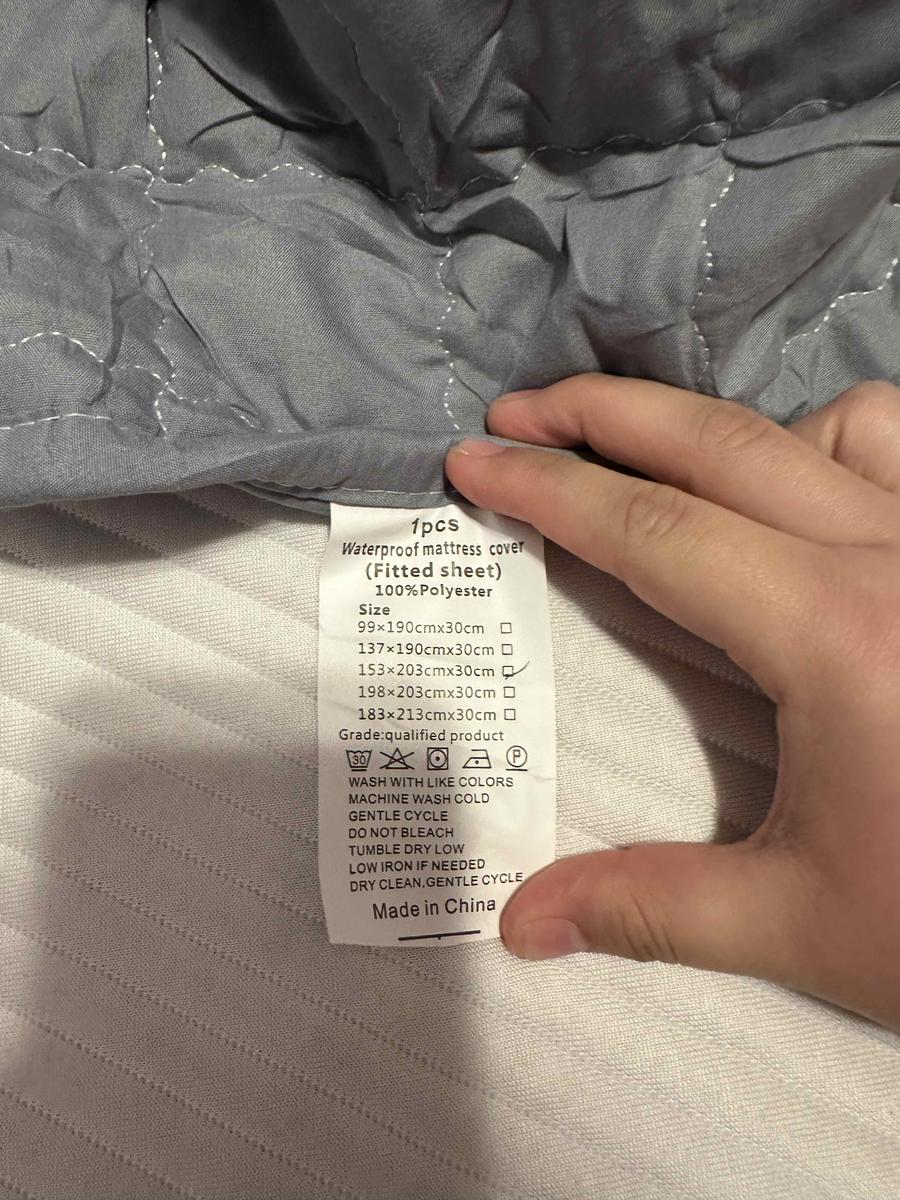 1pcs
Waterproof mattress cover
(Fitted sheet)
100%Polyester
Size
99×190cmx30cm □
137×190cmx30cm □
153×203cmx30cm □
198×203cmx30cm □
183×213cmx30cm □
Grade:qualified product
30 P
WASH WITH LIKE COLORS
MACHINE WASH COLD
GENTLE CYCLE
DO NOT BLEACH
TUMBLE DRY LOW
LOW IRON IF NEEDED
DRY CLEAN,GENTLE CYCLE
Made in China